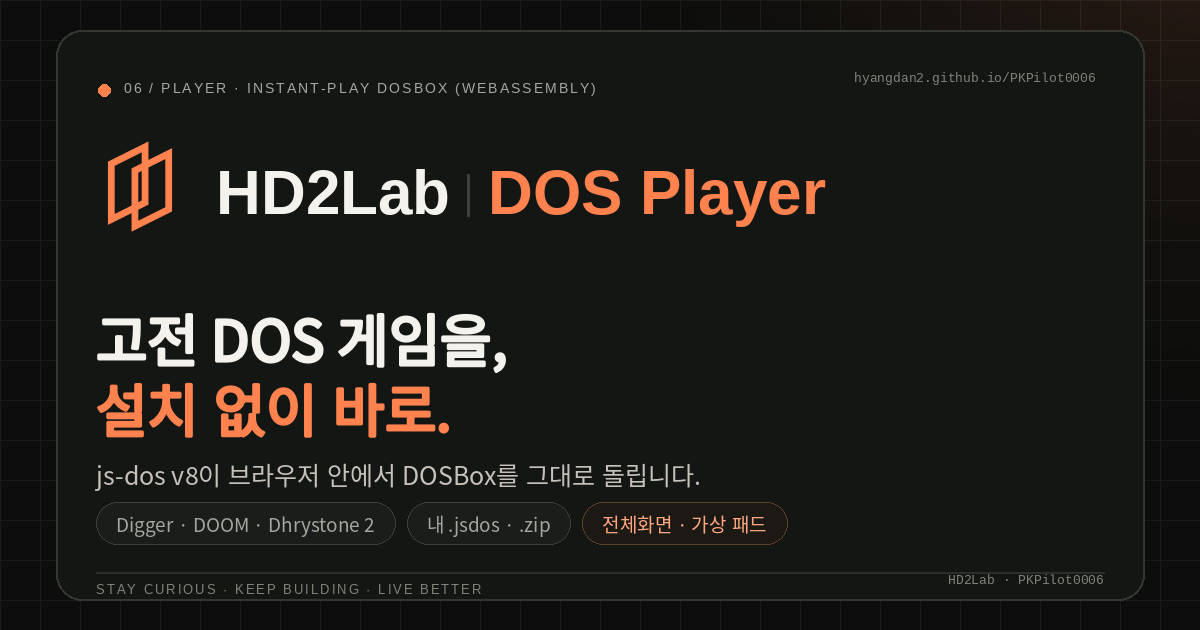 06 / PLAYER · INSTANT-PLAY DOSBOX (WEBASSEMBLY)
hyangdan2.github.io/PKPilot0006
HD2Lab | DOS Player
고전 DOS 게임을,
설치 없이 바로.
js-dos v8이 브라우저 안에서 DOSBox를 그대로 돌립니다.
Digger · DOOM · Dhrystone 2
내 .jsdos · .zip
전체화면 · 가상 패드
STAY CURIOUS · KEEP BUILDING · LIVE BETTER
HD2Lab · PKPilot0006